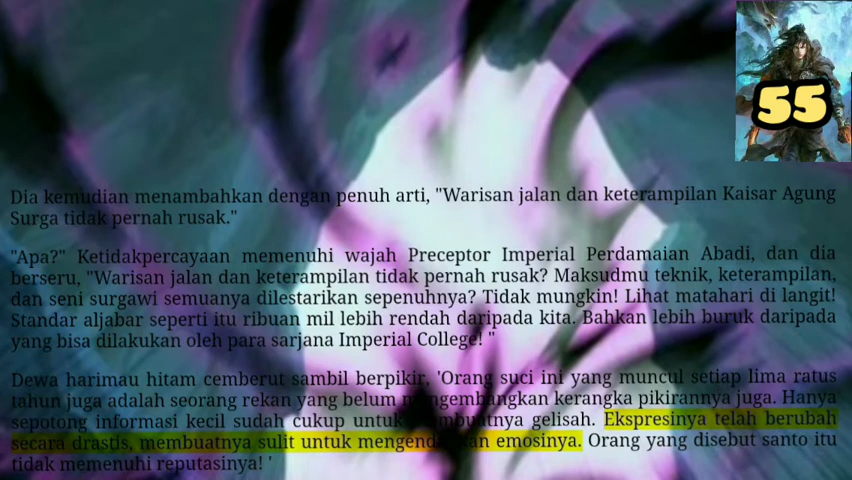 55
Dia kemudian menambahkan dengan penuh arti, "Warisan jalan dan keterampilan Kaisar Agung
Surga tidak pernah rusak."
"Apa?" Ketidakpercayaan memenuhi wajah Preceptor Imperial Perdamaian Abadi, dan dia
berseru, "Warisan jalan dan keterampilan tidak pernah rusak? Maksudmu teknik, keterampilan,
dan seni surgawi semuanya dilestarikan sepenuhnya? Tidak mungkin! Lihat matahari di langit!
Standar aljabar seperti itu ribuan mil lebih rendah daripada kita. Bahkan lebih buruk daripada
yang bisa dilakukan oleh para sarjana Imperial College! "
Dewa harimau hitam cemberut sambil berpikir, 'Orang suci ini yang muncul setiap lima ratus
tahun juga adalah seorang rekan yang belum mengembangkan kerangka pikirannya juga. Hanya
sepotong informasi kecil sudah cukup untuk membuatnya gelisah. Ekspresinya telah berubah
secara drastis, membuatnya sulit untuk mengendalikan emosinya. Orang yang disebut santo itu
tidak memenuhi reputasinya! '